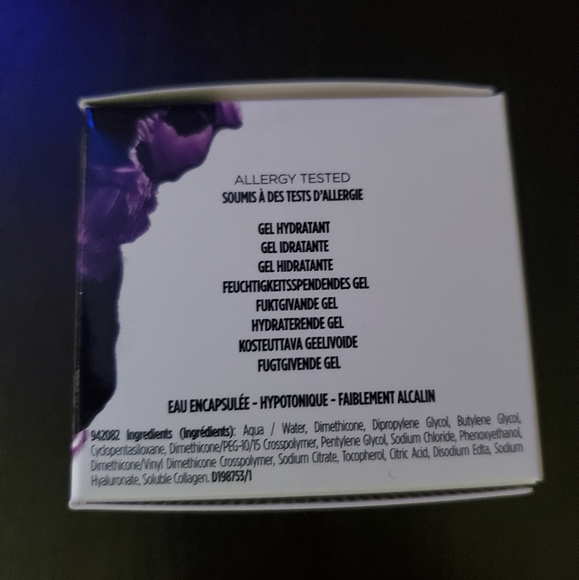 ALLERGY TESTED
SOUMIS À DES TESTS D'ALLERGIE
GEL HYDRATANT
GEL IDRATANTE
GEL HIDRATANTE
FEUCHTIGKEITSSPENDENDES GEL
FUKTGIVANDE GEL
HYDRATERENDE GEL
KOSTEUTTAVA GEELIVOIDE
FUGTGIVENDE GEL
EAU ENCAPSULÉE - HYPOTONIQUE - FAIBLEMENT ALCALIN
942082 Ingredients (Ingrédients): Aqua / Water, Dimethicone, Dipropylene Glycol, Butylene Glycol,
Cyclopentasiloxane, Dimethicone/PEG-10/15 Crosspolymer, Pentylene Glycol, Sodium Chloride, Phenoxyethanol,
Dimethicone/Vinyl Dimethicone Crosspolymer, Sodium Citrate, Tocopherol, Citric Acid, Disodium Edta, Sodium
Hyaluronate, Soluble Collagen. D198753/1